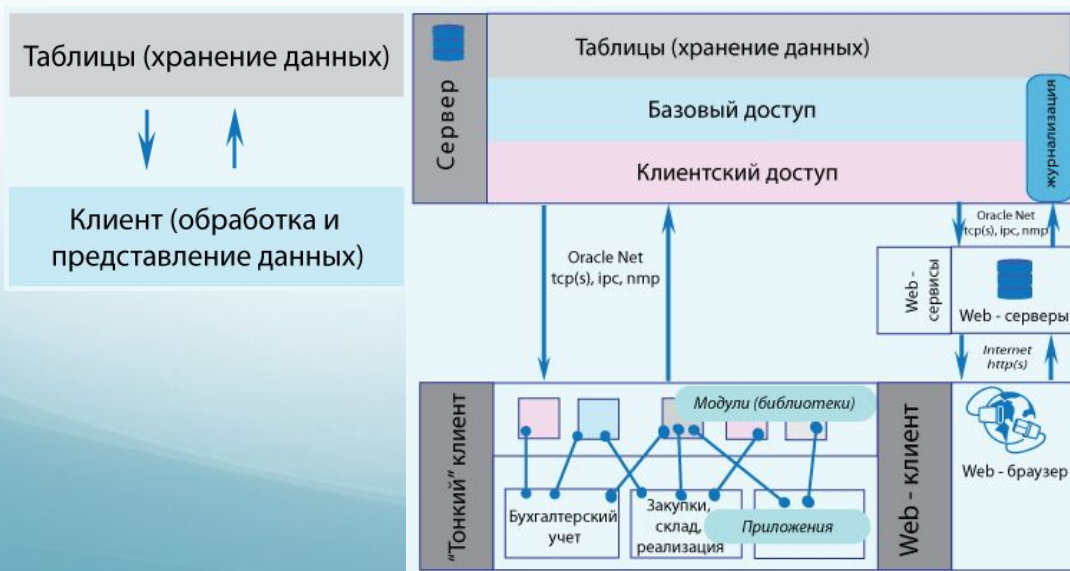 Таблицы (хранение данных)
Клиент (обработка и
представление данных)
Сервер
Таблицы (хранение данных)
Базовый доступ
Клиентский доступ
журнализация
Oracle Net
tcp(s), ipc, nmp
Oracle Net
tcp(s), ipc, nmp
Web -
сервисы
Web - серверы
Internet
http(s)
"Тонкий" клиент
Модули (библиотеки)
Бухгалтерский
учет
Закупки,
склад,
реализация
Приложения
Web - клиент
Web - браузер